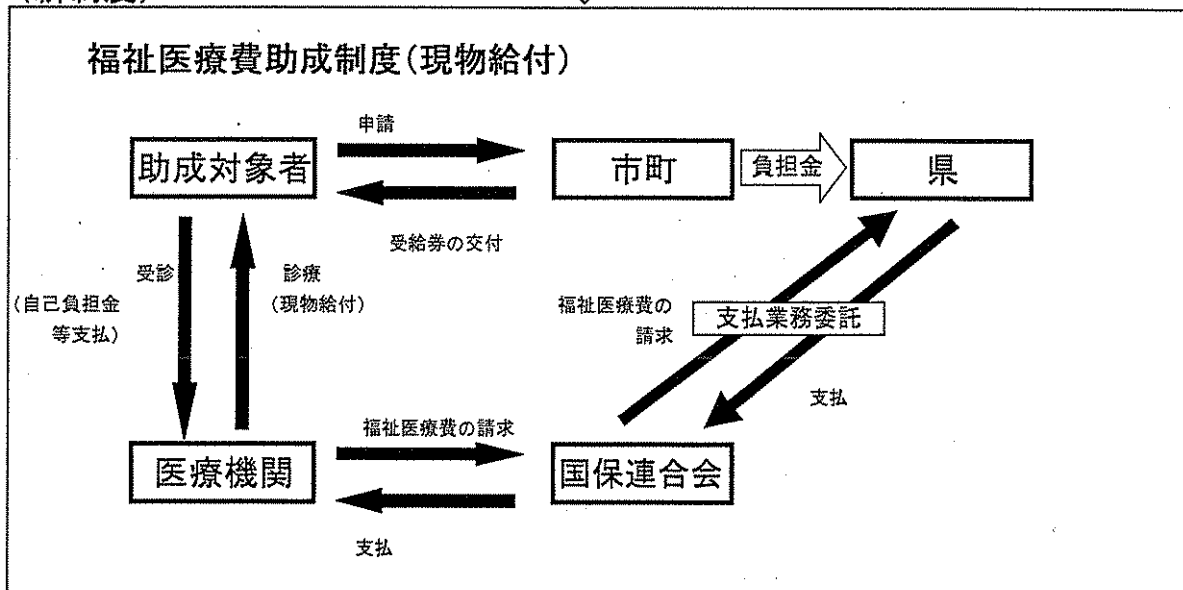 福祉医療費助成制度(現物給付)
申請
助成対象者
市町
負担金
県
受給券の交付
受診
(自己負担金
等支払)
診療
(現物給付)
福祉医療費の
請求
支払業務委託
支払
福祉医療費の請求
医療機関
国保連合会
支払